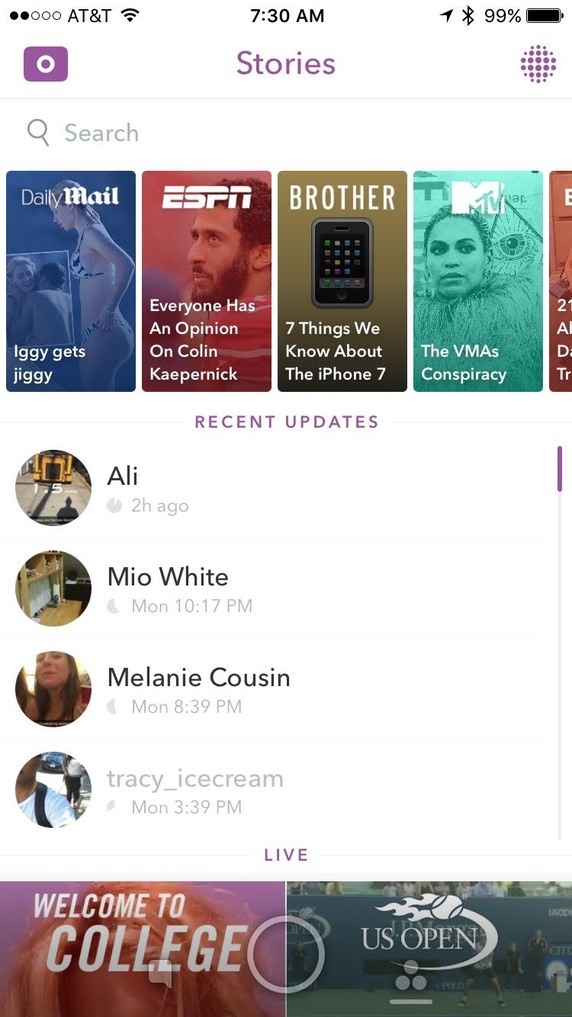 AT&T
7:30 AM
99%
Stories
Search
Daily Mail
Iggy gets
jiggy
ESPN
Everyone Has
An Opinion
On Colin
Kaepernick
BROTHER
7 Things We
Know About
The iPhone 7
MTV
The VMAs
Conspiracy
21
RECENT UPDATES
Ali
2h ago
Mio White
Mon 10:17 PM
Melanie Cousin
Mon 8:39 PM
tracy_icecream
Mon 3:39 PM
LIVE
WELCOME TO
COLLEGE
US OPEN